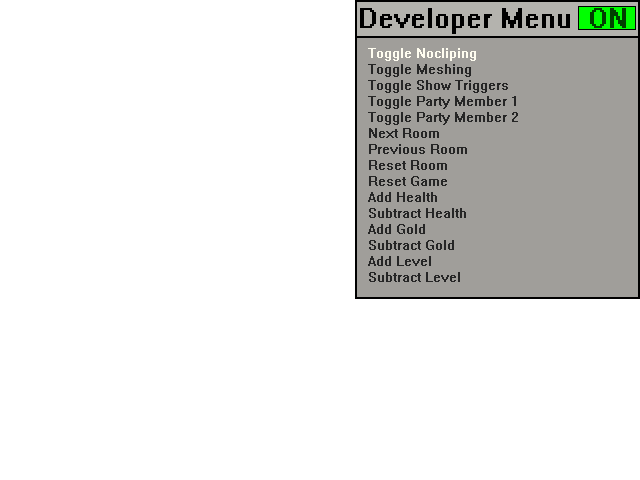 Developer Menu ON
Toggle Nocliping
Toggle Meshing
Toggle Show Triggers
Toggle Party Member 1
Toggle Party Member 2
Next Room
Previous Room
Reset Room
Reset Game
Add Health
Subtract Health
Add Gold
Subtract Gold
Add Level
Subtract Level